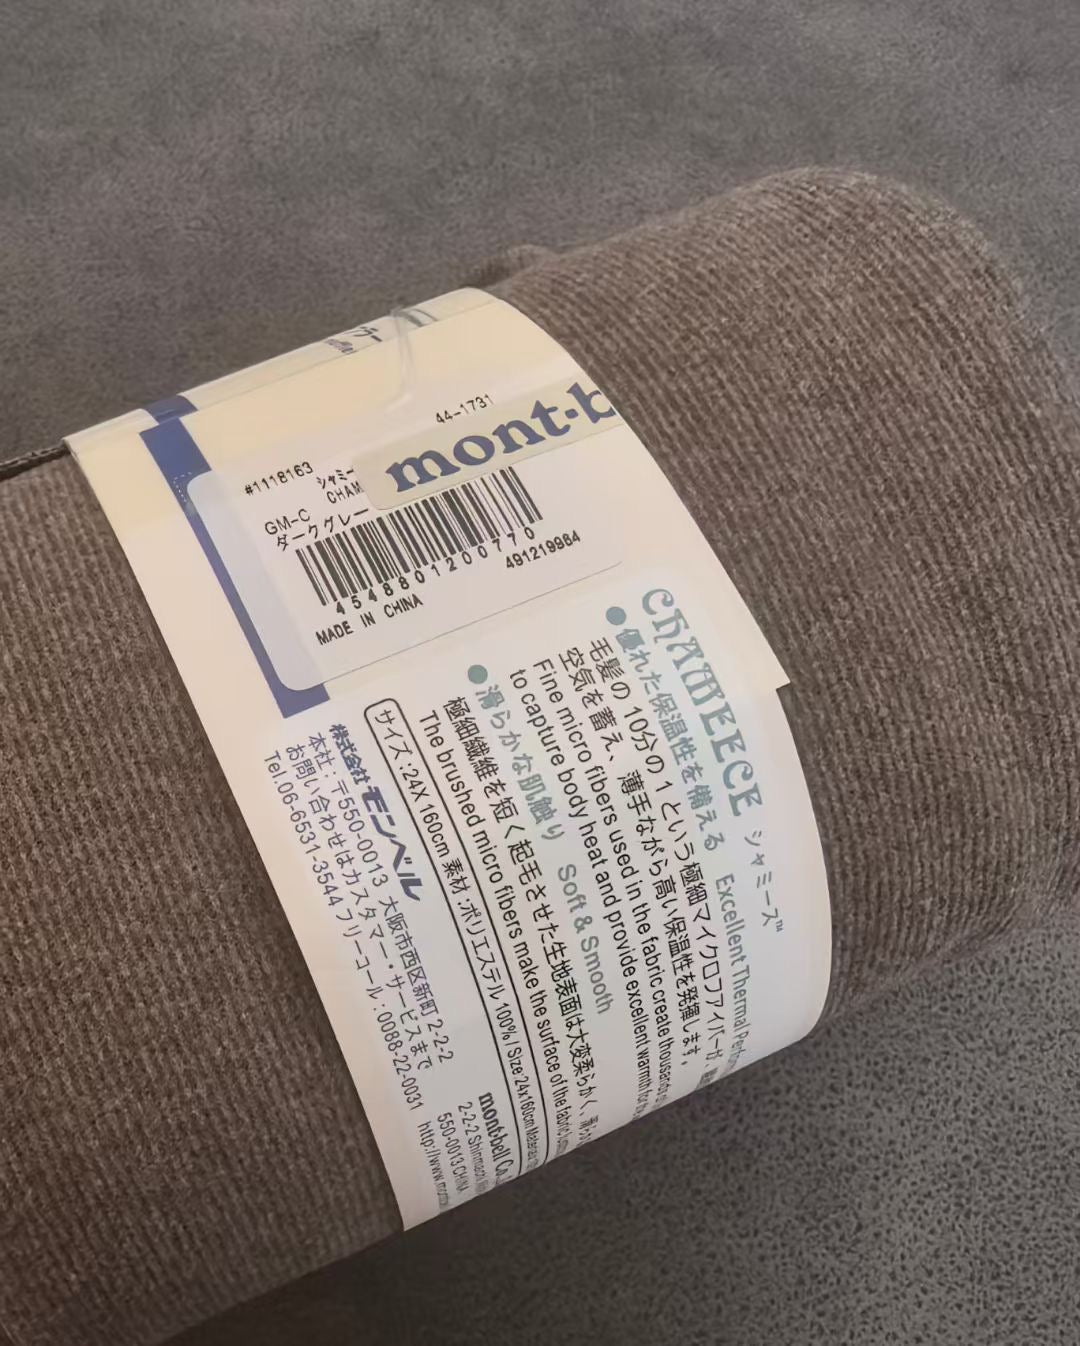 44-1731
mont-b
#1118163
シャミー
CHAM
GM-C
ダークグレー
4548801200770
491219964
MADE IN CHINA
CHAMEECE シャミース™
●優れた保温性を備える Excellent Thermal
毛髪の10分の1という極細マイクロファイバーが、
空気を蓄え、薄手ながら高い保温性を発揮します。
Fine micro fibers used in the fabric create thousands
to capture body heat and provide excellent warmth for
●滑らかな肌触り Soft & Smooth
極細繊維を短く起毛させた生地表面は大変柔らかく、
The brushed micro fibers make the surface of the fabric
サイズ:24X160cm 素材:ポリエステル100% / Size:24x160cm
株式会社 モンベル
本社:〒550-0013 大阪市西区新町2-2-2
お問い合わせはカスタマー・サービスまで
Tel.06-6531-3544 フリーコール:0088-22-0031
mont-bell Co.
2-2-2 Shinmachi
550-0013
http://www.